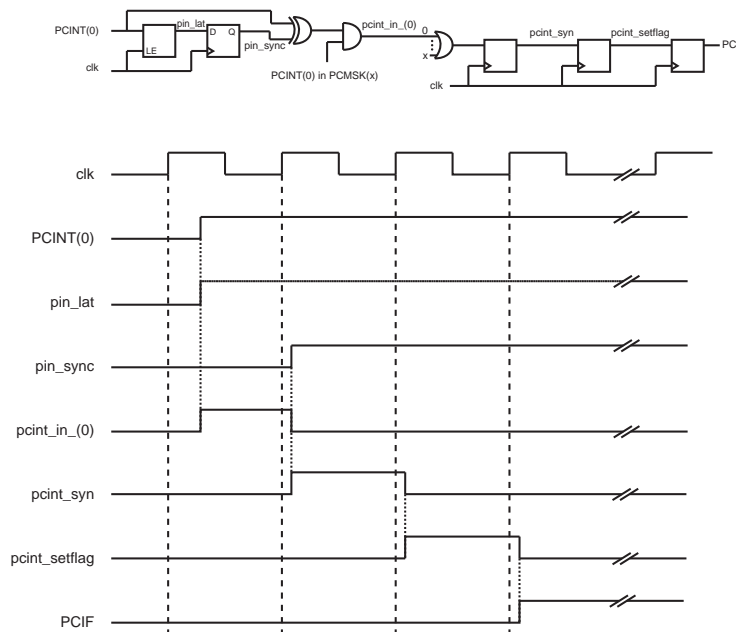 PCINT(0)
pin_lat
D Q
LE
pin_sync
clk
PCINT(0) in PCMSK(x)
pcint_in_(0)
0
x
pcint_syn
pcint_setflag
PC
clk
clk
PCINT(0)
pin_lat
pin_sync
pcint_in_(0)
pcint_syn
pcint_setflag
PCIF